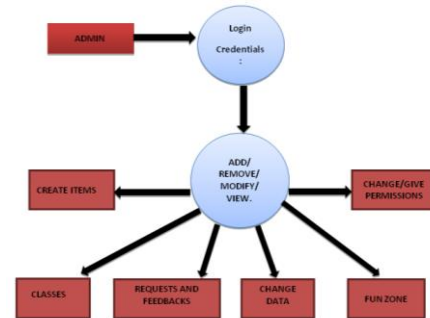 ADMIN
Login
Credentials
:
ADD/
REMOVE/
MODIFY/
VIEW.
CREATE ITEMS
CHANGE/GIVE
PERMISSIONS
CLASSES
REQUESTS AND
FEEDBACKS
CHANGE
DATA
FUN ZONE